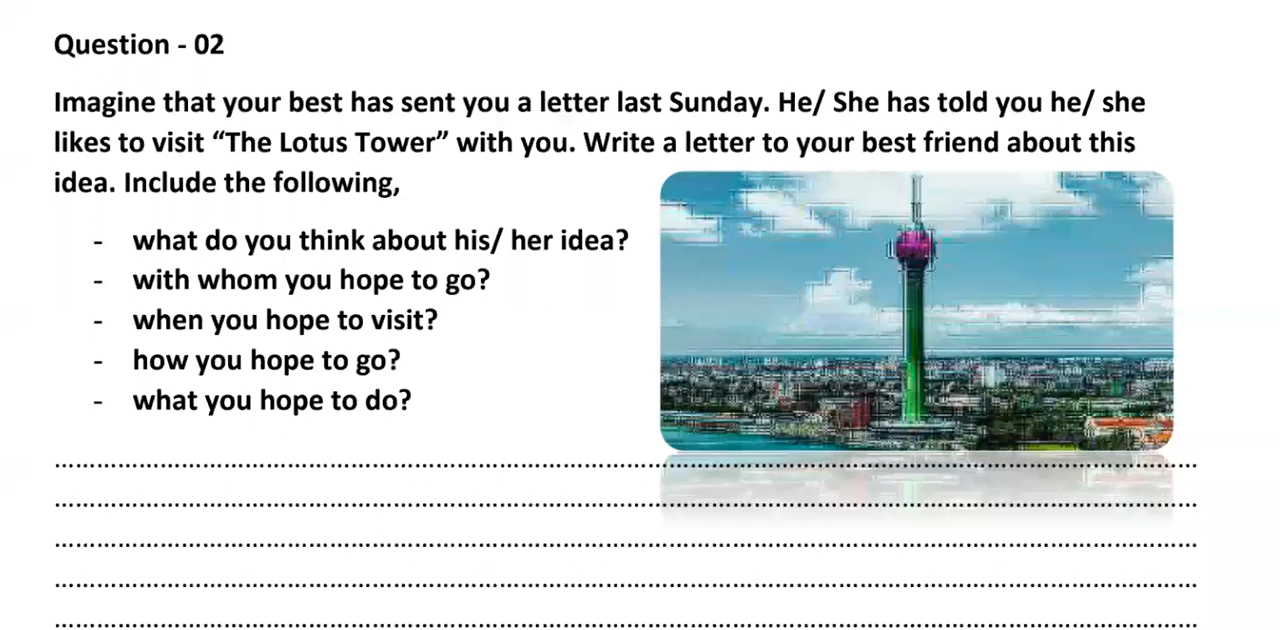 Question - 02
Imagine that your best has sent you a letter last Sunday. He/ She has told you he/ she
likes to visit “The Lotus Tower” with you. Write a letter to your best friend about this
idea. Include the following,
- what do you think about his/ her idea?
- with whom you hope to go?
- when you hope to visit?
- how you hope to go?
- what you hope to do?